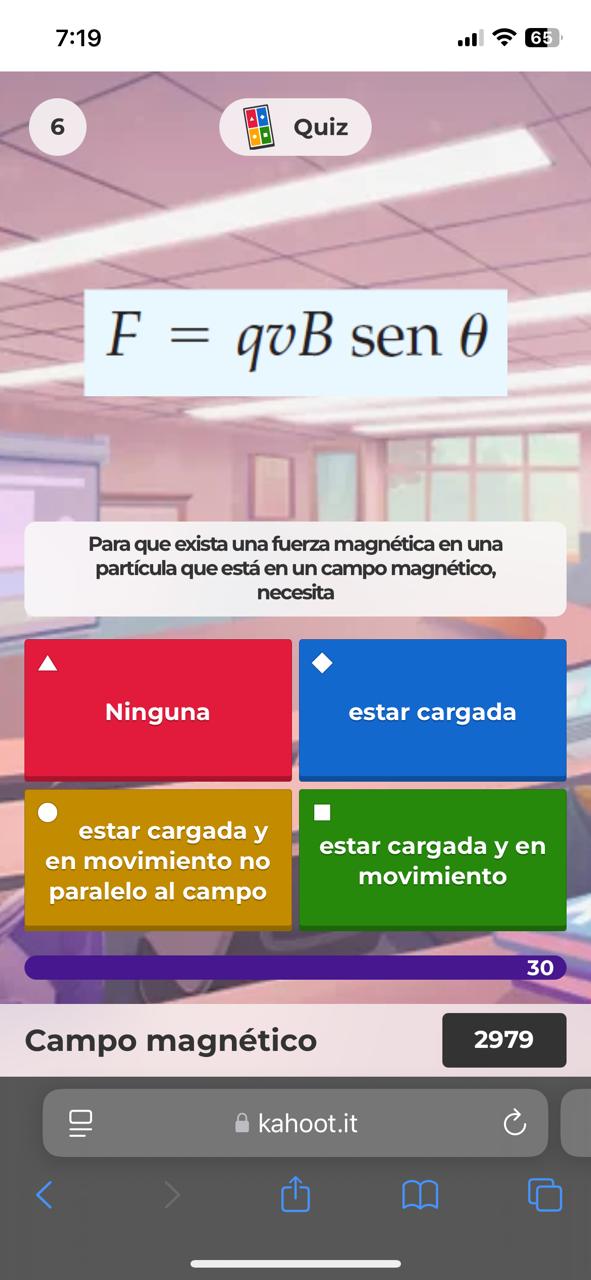 7:19
65
6
Quiz
F = qvB sen θ
Para que exista una fuerza magnética en una
partícula que está en un campo magnético,
necesita
Ninguna
estar cargada
estar cargada y
en movimiento no
paralelo al campo
estar cargada y en
movimiento
30
Campo magnético
2979
kahoot.it